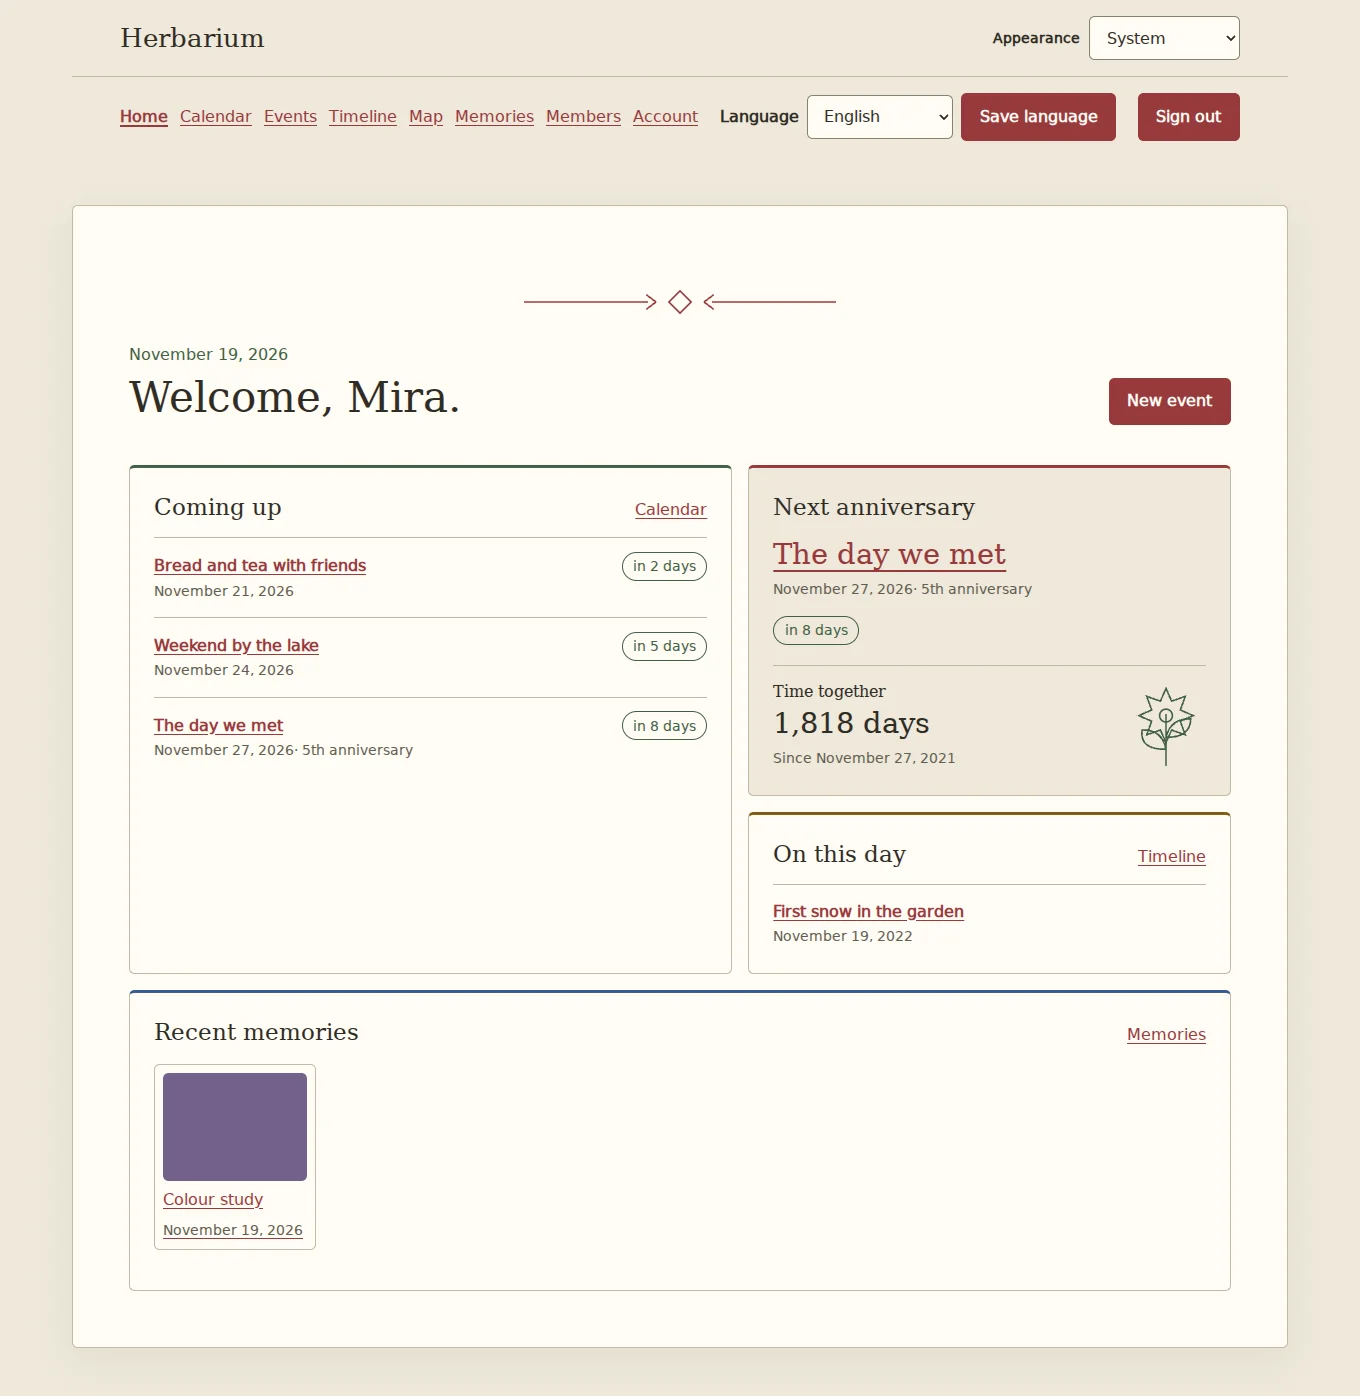 Herbarium
Appearance System
Home Calendar Events Timeline Map Memories Members Account Language English Save language Sign out
November 19, 2026
Welcome, Mira.
New event
Coming up
Calendar
Bread and tea with friends
in 2 days
November 21, 2026
Weekend by the lake
in 5 days
November 24, 2026
The day we met
in 8 days
November 27, 2026· 5th anniversary
Next anniversary
The day we met
November 27, 2026· 5th anniversary
in 8 days
Time together
1,818 days
Since November 27, 2021
On this day
Timeline
First snow in the garden
November 19, 2022
Recent memories
Memories
Colour study
November 19, 2026